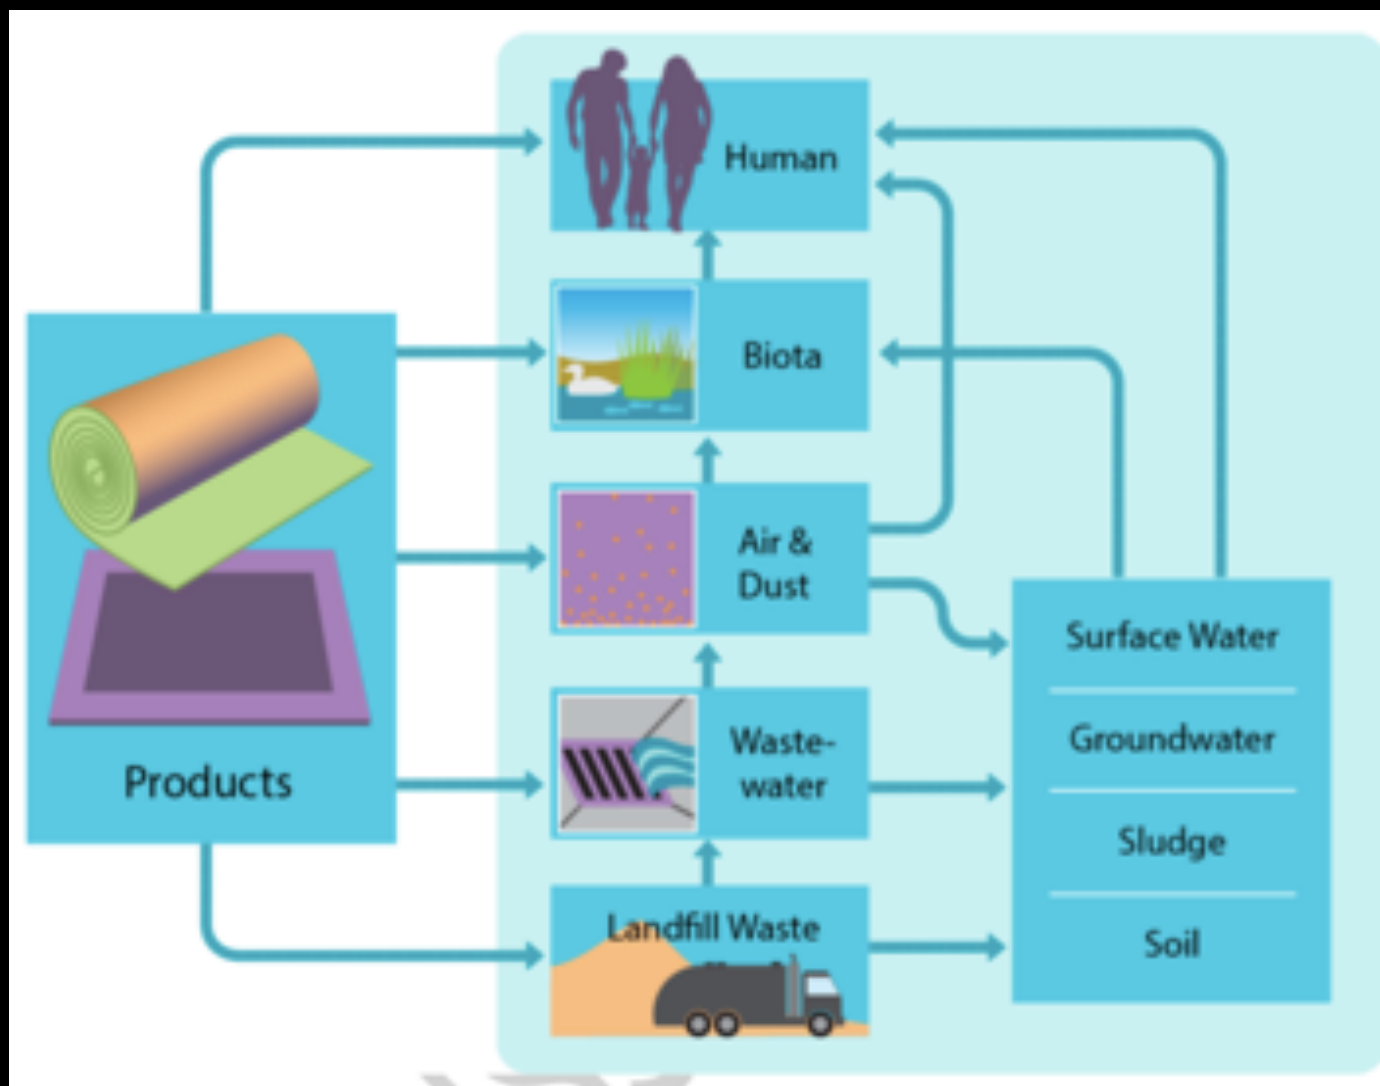 Human
Biota
Air &
Dust
Waste-
water
Landfill Waste
Products
Surface Water
Groundwater
Sludge
Soil